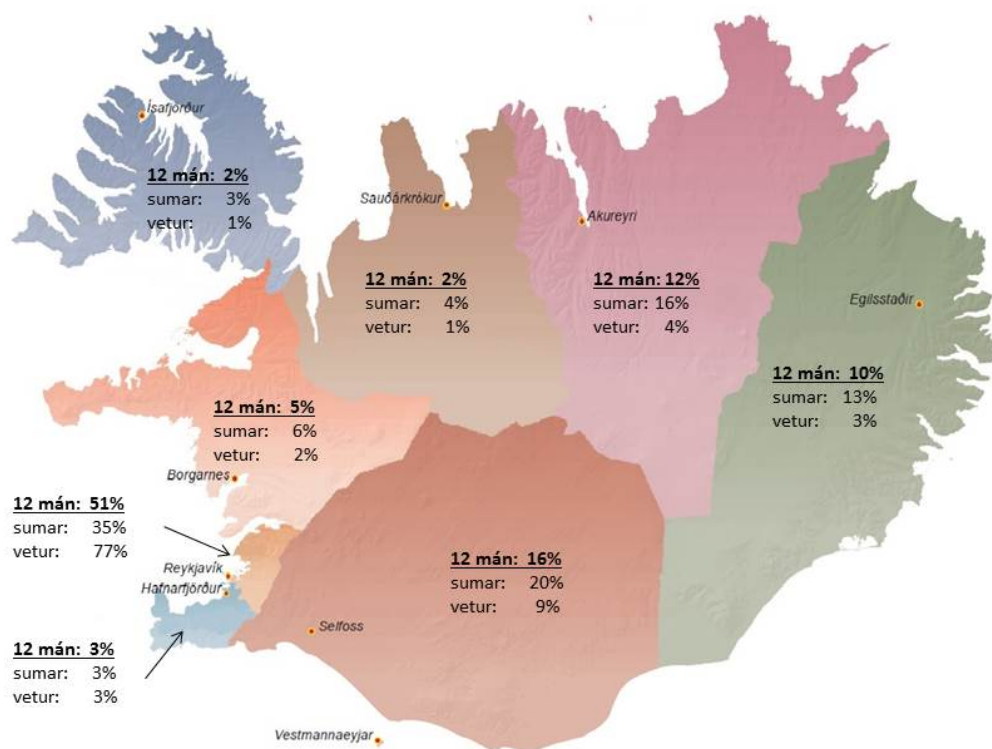 Ísafjörður
12 mán: 2%
sumar: 3%
vetur: 1%
Sauðárkrókur
Akureyri
12 mán: 2%
sumar: 4%
vetur: 1%
12 mán: 12%
sumar: 16%
vetur: 4%
Egilsstaðir
12 mán: 10%
sumar: 13%
vetur: 3%
12 mán: 5%
sumar: 6%
vetur: 2%
Borgarnes
12 mán: 51%
sumar: 35%
vetur: 77%
Reykjavík
Hafnarfjörður
12 mán: 16%
sumar: 20%
vetur: 9%
Selfoss
12 mán: 3%
sumar: 3%
vetur: 3%
Vestmannaeyjar